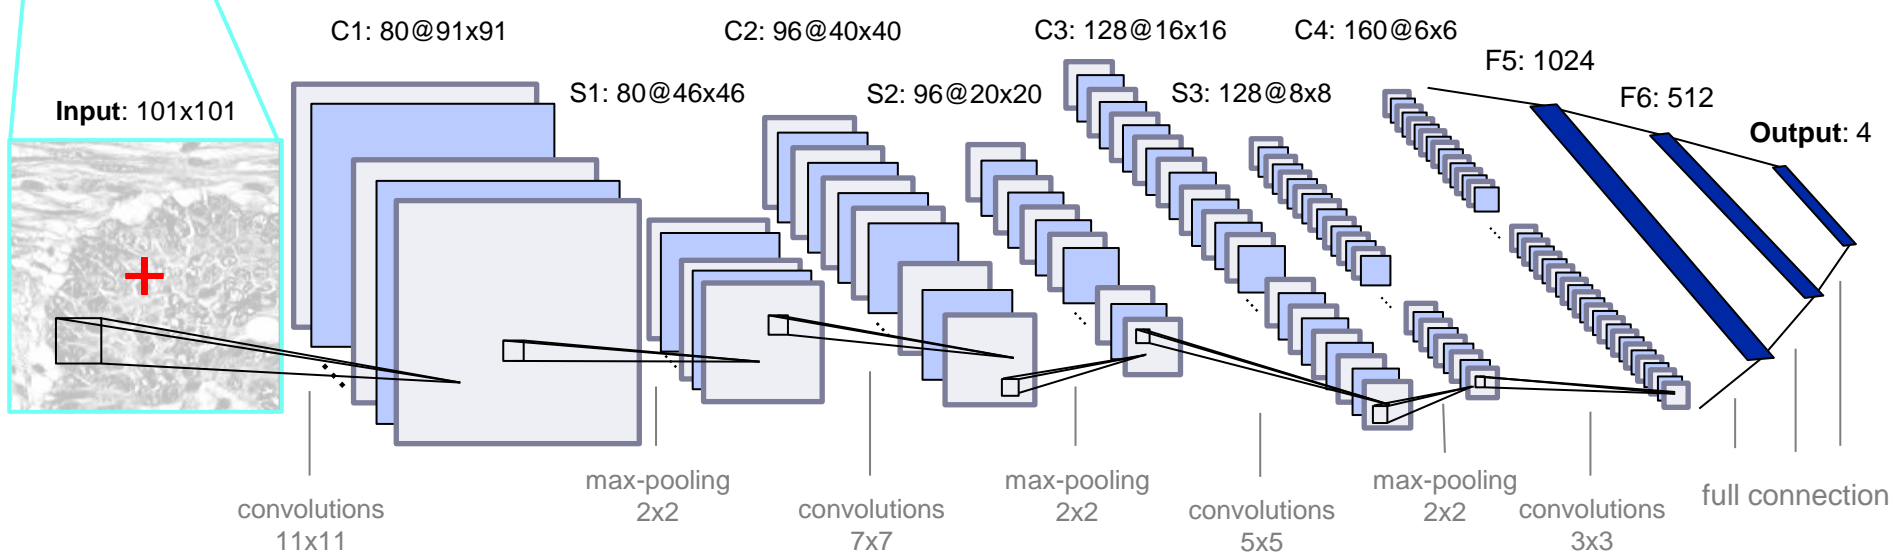 C1: 80@91x91
C2: 96@40x40
C3: 128@16x16
C4: 160@6x6
F5: 1024
S1: 80@46x46
S2: 96@20x20
S3: 128@8x8
F6: 512
Input: 101x101
Output: 4
max-pooling
2x2
max-pooling
2x2
max-pooling
2x2
full connection
convolutions
11x11
convolutions
7x7
convolutions
5x5
convolutions
3x3